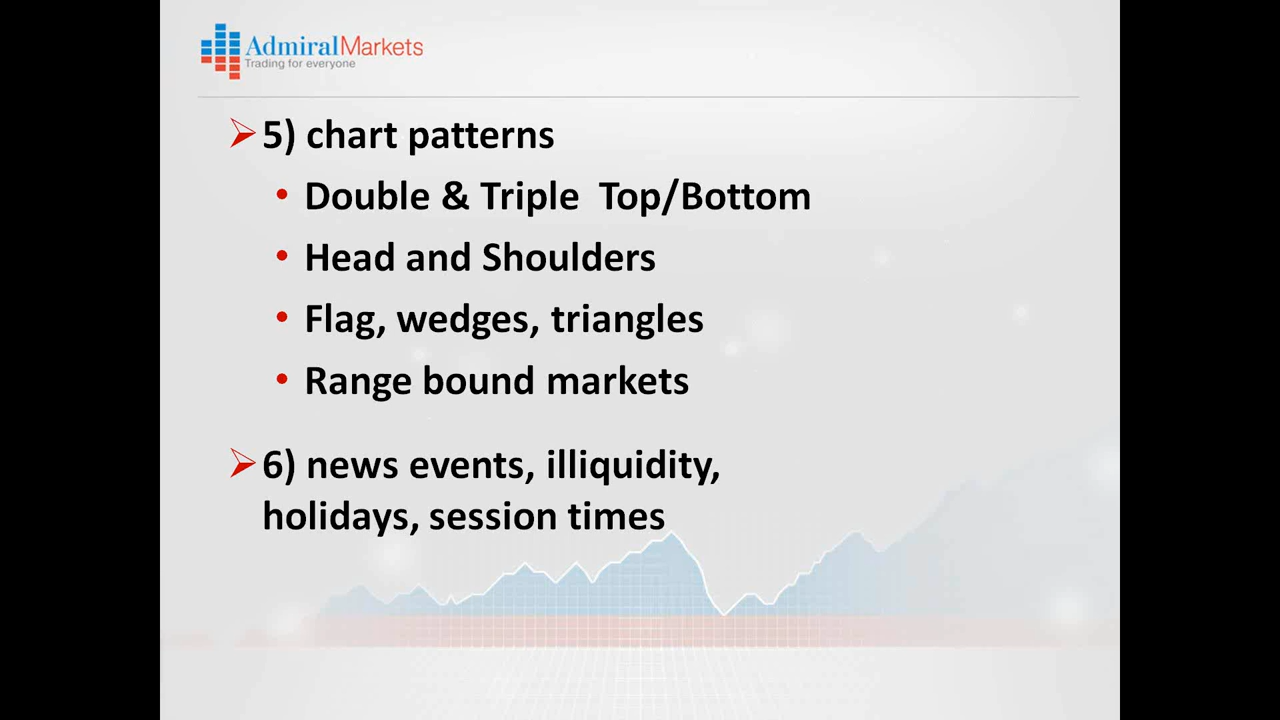 AdmiralMarkets
Trading for everyone
5) chart patterns
• Double & Triple  Top/Bottom
• Head and Shoulders
• Flag, wedges, triangles
• Range bound markets
6) news events, illiquidity,
holidays, session times